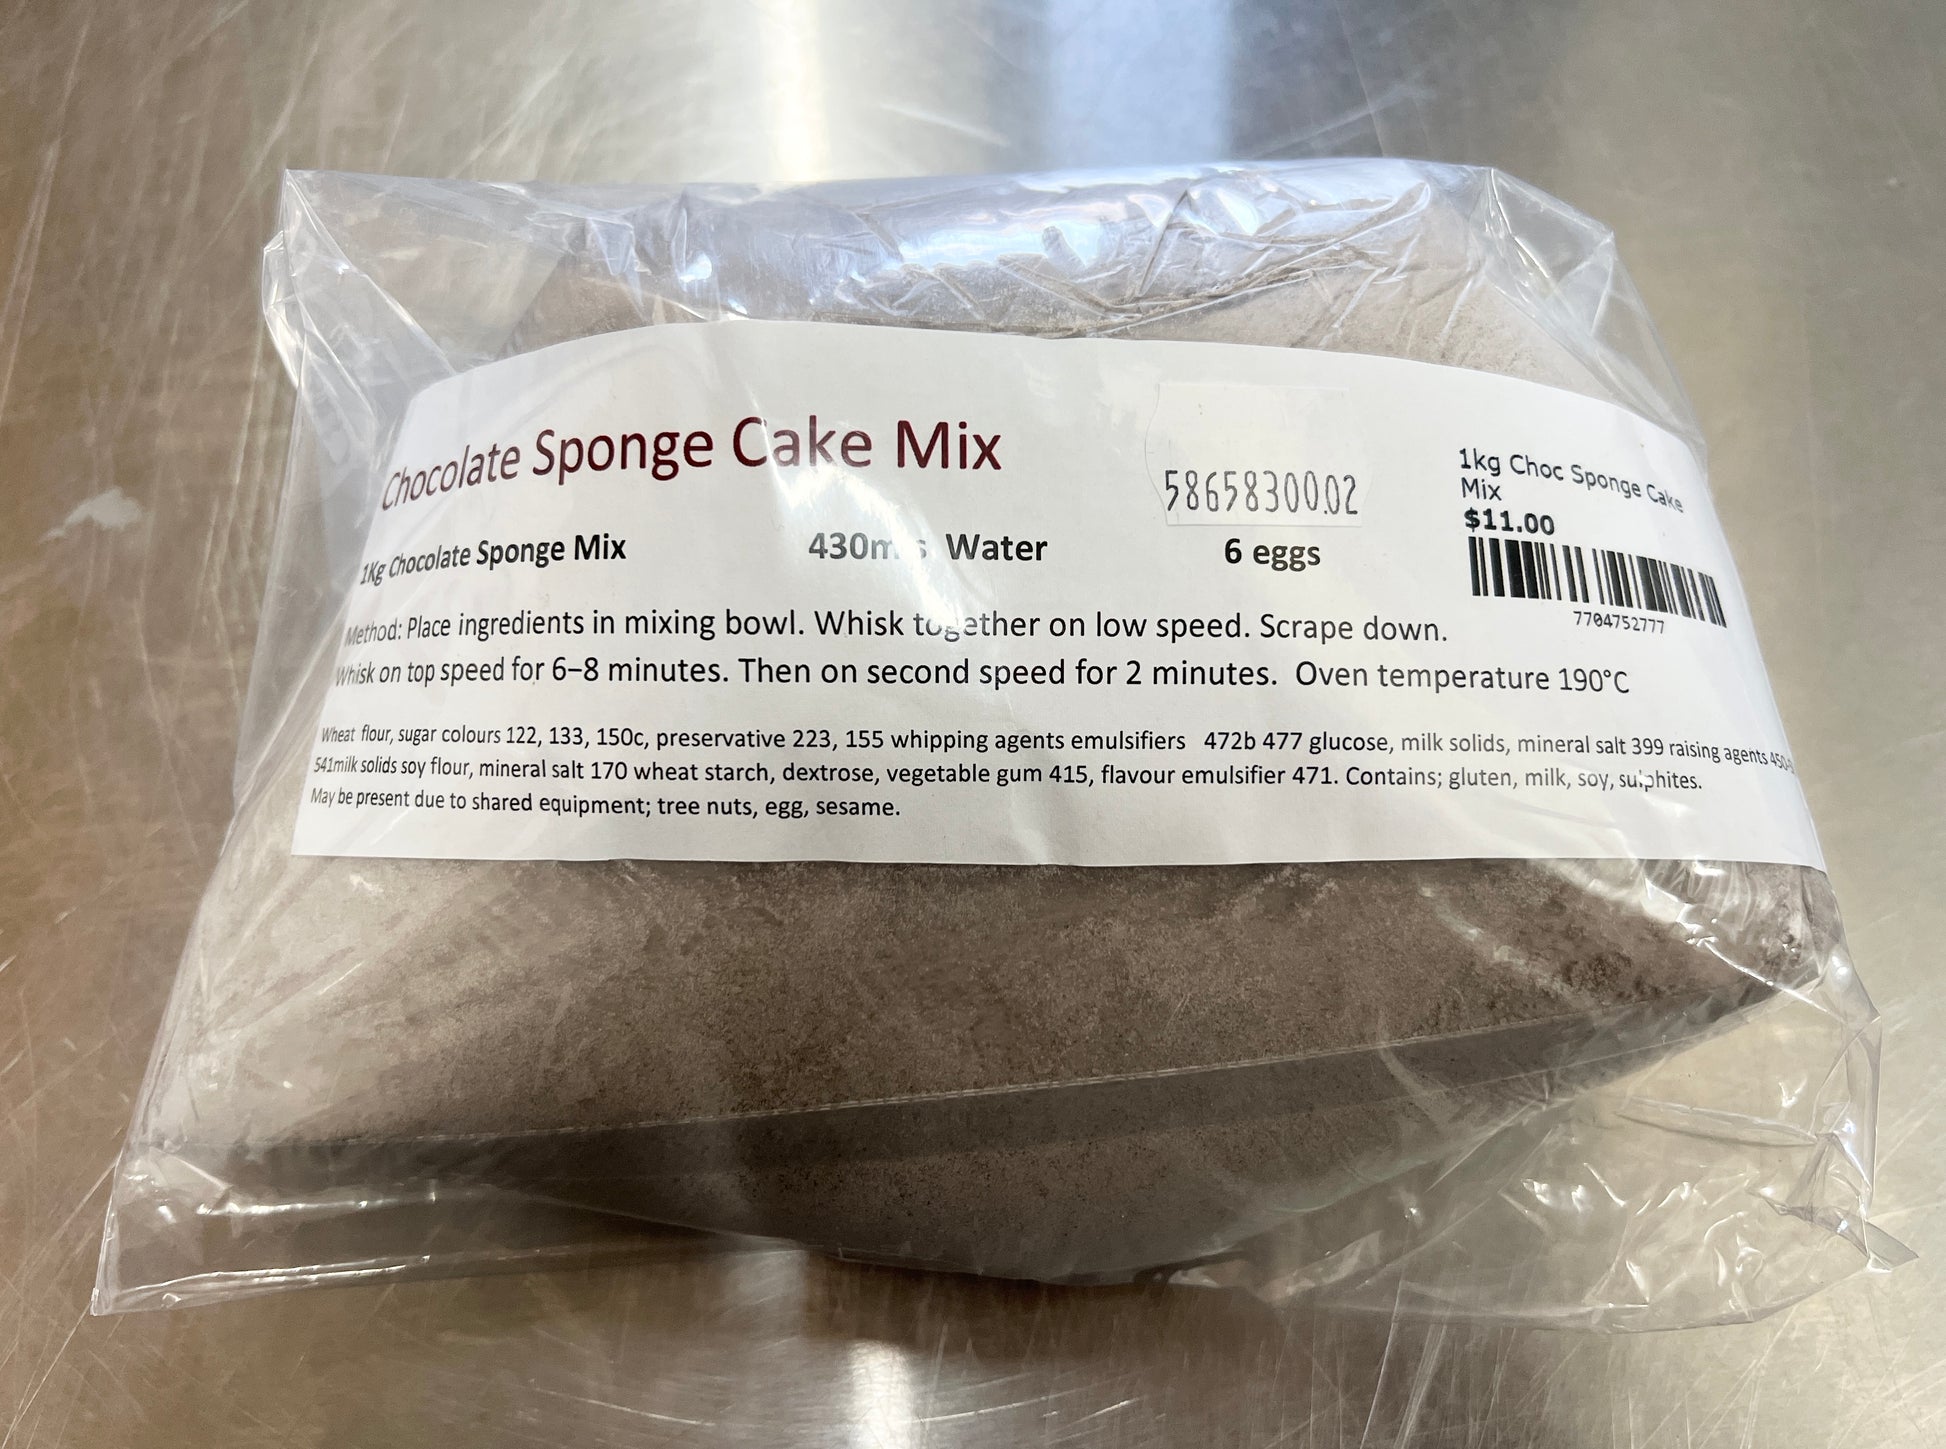 Chocolate Sponge Cake Mix
5865830002
1kg Choc Sponge Cake
Mix
$11.00
7704752777
1Kg Chocolate Sponge Mix 430mls Water 6 eggs
Method: Place ingredients in mixing bowl. Whisk together on low speed. Scrape down.
Whisk on top speed for 6–8 minutes. Then on second speed for 2 minutes. Oven temperature 190°C
Wheat flour, sugar colours 122, 133, 150c, preservative 223, 155 whipping agents emulsifiers 472b 477 glucose, milk solids, mineral salt 399 raising agents
541milk solids soy flour, mineral salt 170 wheat starch, dextrose, vegetable gum 415, flavour emulsifier 471. Contains; gluten, milk, soy, sulphites.
May be present due to shared equipment; tree nuts, egg, sesame.